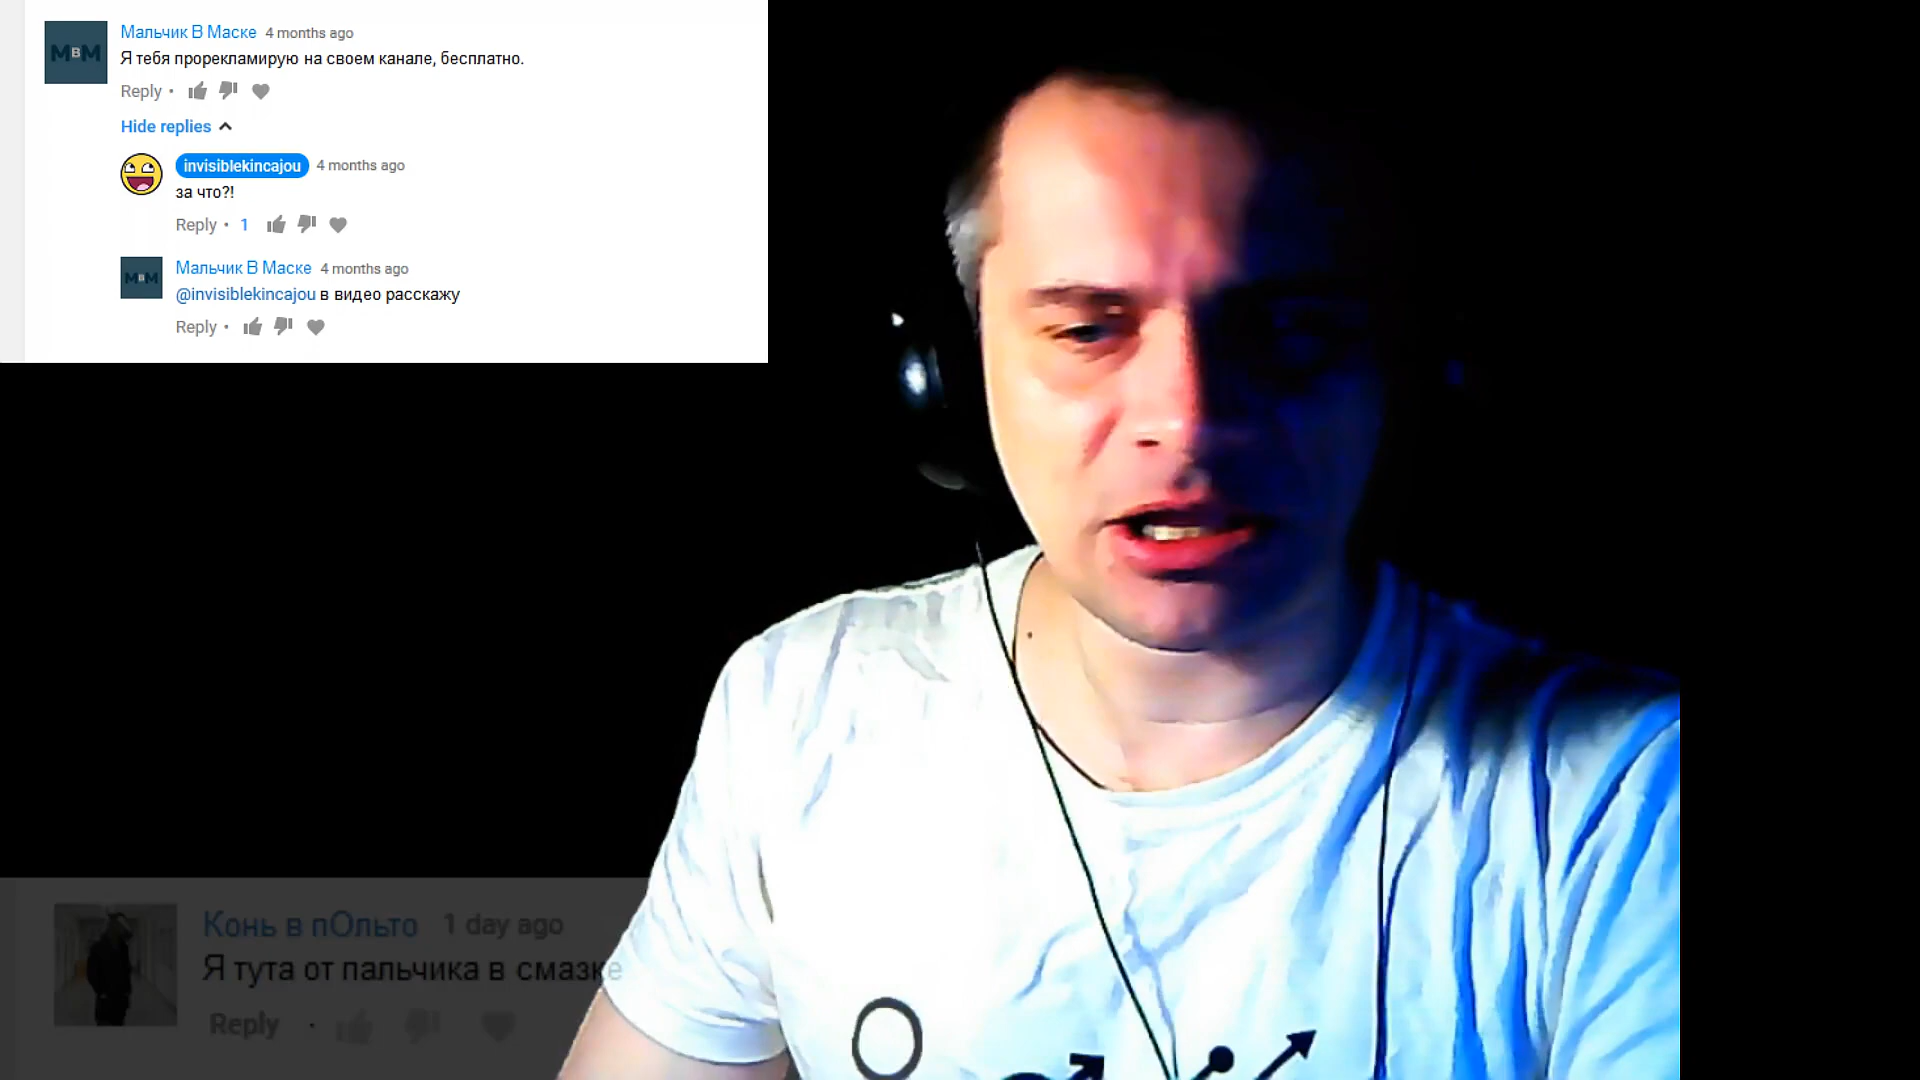 MBM
Мальчик В Маске 4 months ago
Я тебя прорекламирую на своем канале, бесплатно.
Reply •
Hide replies
invisiblekincajou 4 months ago
за что?!
Reply • 1
MBM
Мальчик В Маске 4 months ago
@invisiblekincajou в видео расскажу
Reply •
Конь в пОльто 1 day ago
Я тута от пальчика в смазке
Reply •